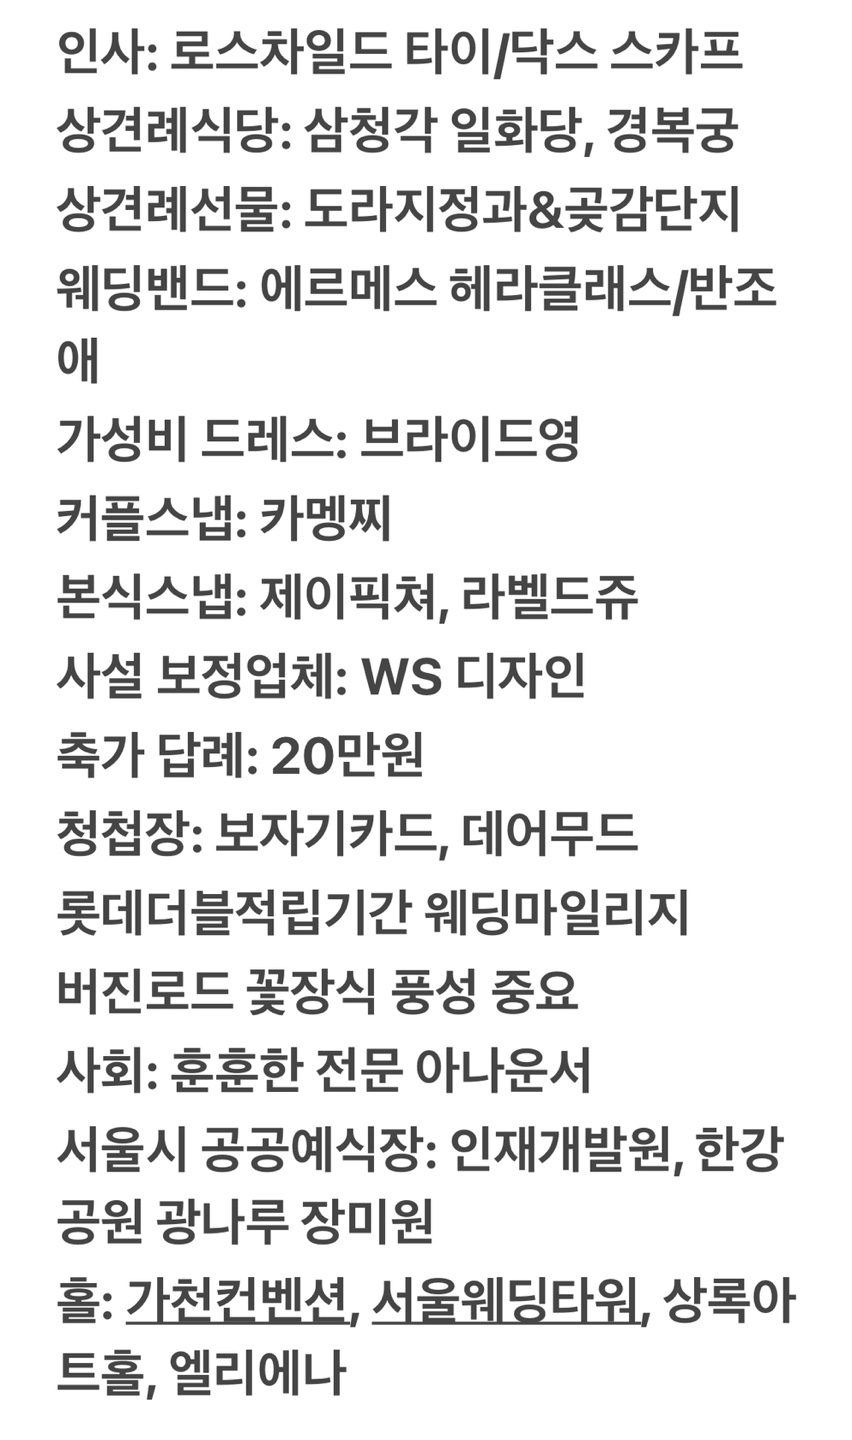 인사: 로스차일드 타이/닥스 스카프
상견례식당: 삼청각 일화당, 경복궁
상견례선물: 도라지정과&곶감단지
웨딩밴드: 에르메스 헤라클래스/반조
애
가성비 드레스: 브라이드영
커플스냅: 카멩찌
본식스냅: 제이픽쳐, 라벨드쥬
사설 보정업체: WS 디자인
축가 답례: 20만원
청첩장: 보자기카드, 데어무드
롯데더블적립기간 웨딩마일리지
버진로드 꽃장식 풍성 중요
사회: 훈훈한 전문 아나운서
서울시 공공예식장: 인재개발원, 한강
공원 광나루 장미원
홀: 가천컨벤션, 서울웨딩타워, 상록아
트홀, 엘리에나